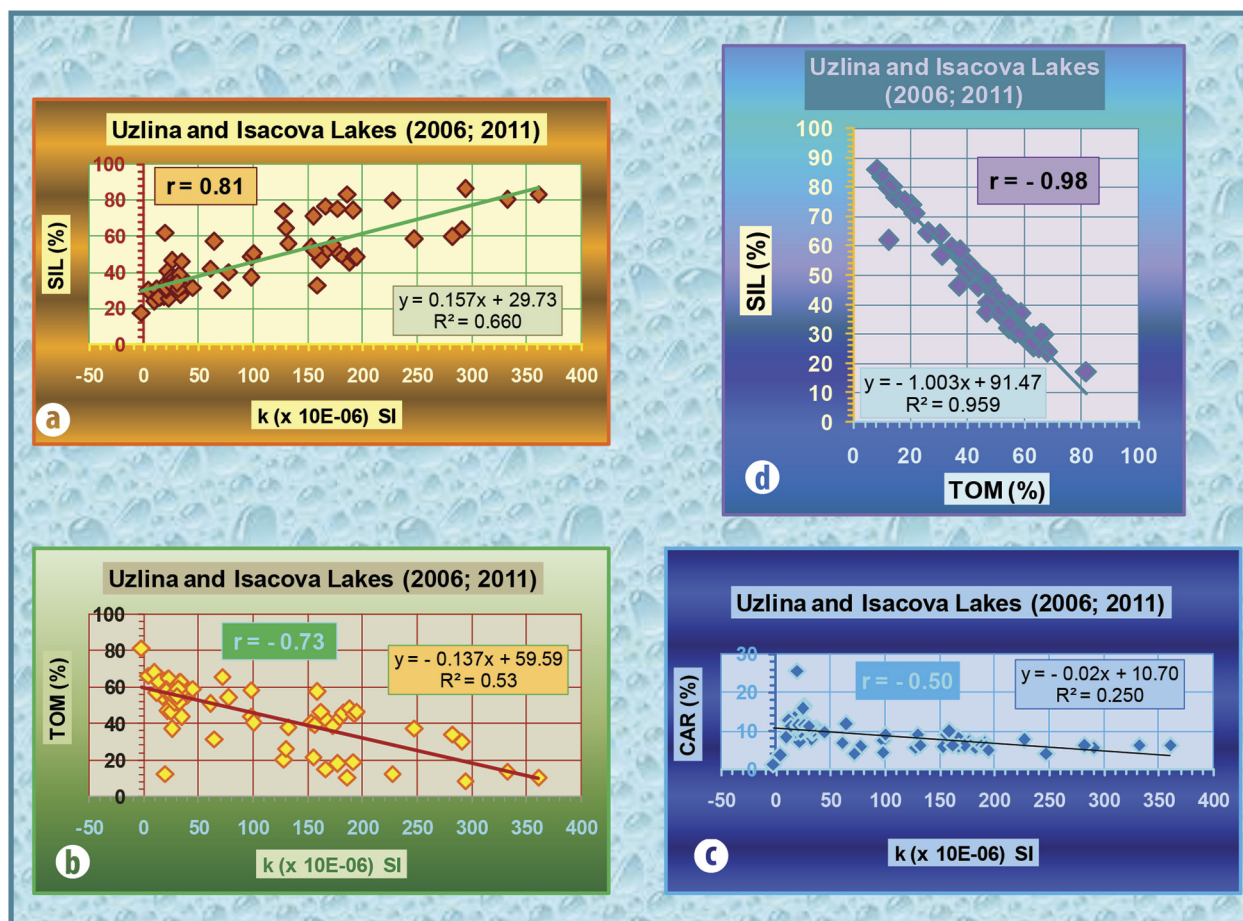 Uzlina and Isacova Lakes (2006; 2011)
r = 0.81
SIL (%)
100
80
60
40
20
0
y = 0.157x + 29.73
R² = 0.660
-50 0 50 100 150 200 250 300 350 400
k (x 10E-06) SI
a
Uzlina and Isacova Lakes
(2006; 2011)
r = - 0.98
SIL (%)
100
90
80
70
60
50
40
30
20
10
0
y = - 1.003x + 91.47
R² = 0.959
0 20 40 60 80 100
TOM (%)
d
Uzlina and Isacova Lakes (2006; 2011)
r = - 0.73
y = - 0.137x + 59.59
R² = 0.53
TOM (%)
100
80
60
40
20
0
-50 0 50 100 150 200 250 300 350 400
k (x 10E-06) SI
b
Uzlina and Isacova Lakes (2006; 2011)
r = - 0.50
y = - 0.02x + 10.70
R² = 0.250
CAR (%)
30
20
10
0
-50 0 50 100 150 200 250 300 350 400
k (x 10E-06) SI
c